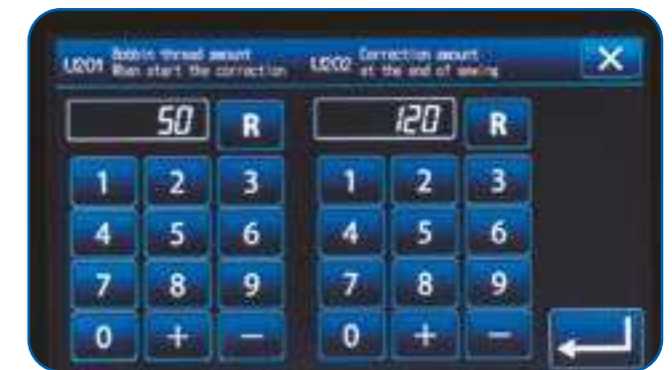 U201 Bobbin thread amount
When start the correction
U202 Correction amount
at the end of sewing
X
50 R
120 R
1 2 3
4 5 6
7 8 9
0 + −
1 2 3
4 5 6
7 8 9
0 + −